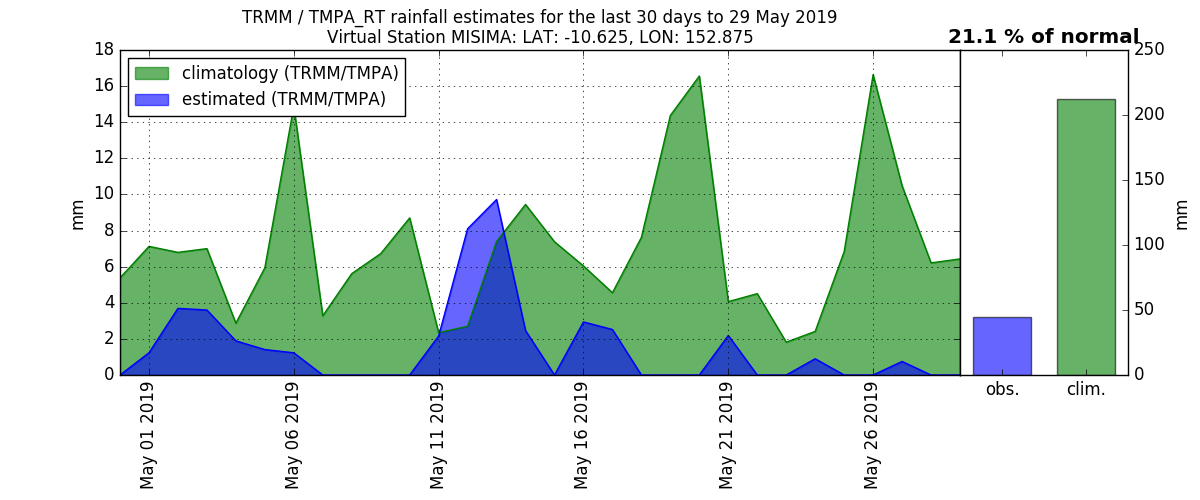 TRMM / TMPA_RT rainfall estimates for the last 30 days to 29 May 2019
Virtual Station MISIMA: LAT: -10.625, LON: 152.875
21.1 % of normal
climatology (TRMM/TMPA)
estimated (TRMM/TMPA)
mm
18
16
14
12
10
8
6
4
2
0
May 01 2019
May 06 2019
May 11 2019
May 16 2019
May 21 2019
May 26 2019
obs.
clim.
250
200
150
100
50
0
mm